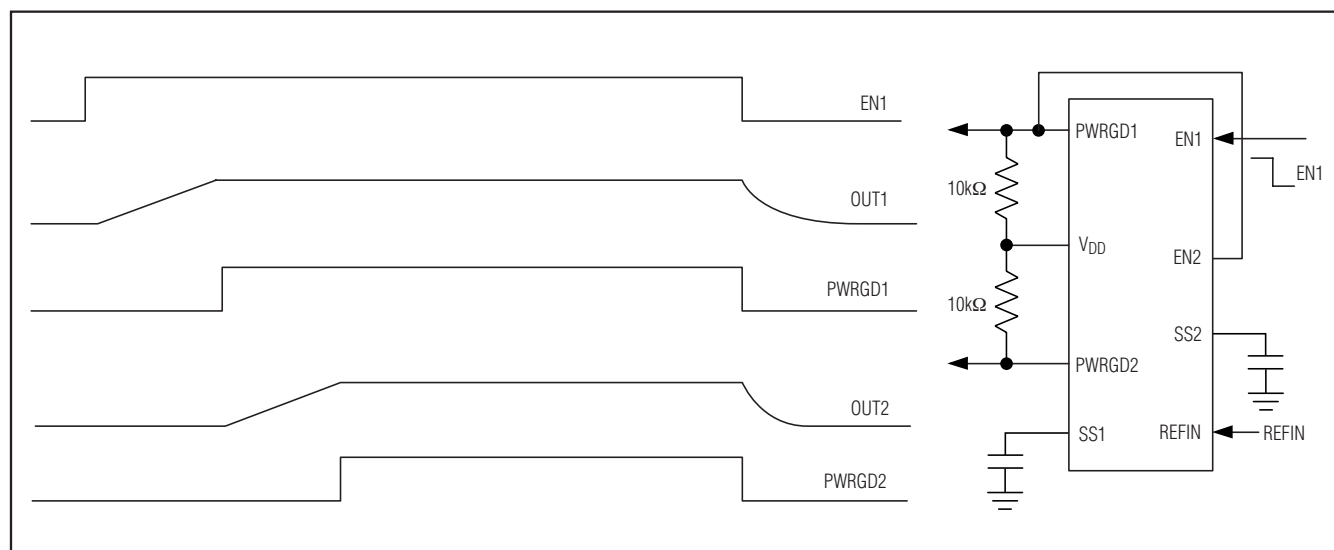 EN1
OUT1
PWRGD1
OUT2
PWRGD2
PWRGD1
EN1
EN1
10kΩ
VDD
EN2
10kΩ
SS2
PWRGD2
SS1
REFIN
REFIN